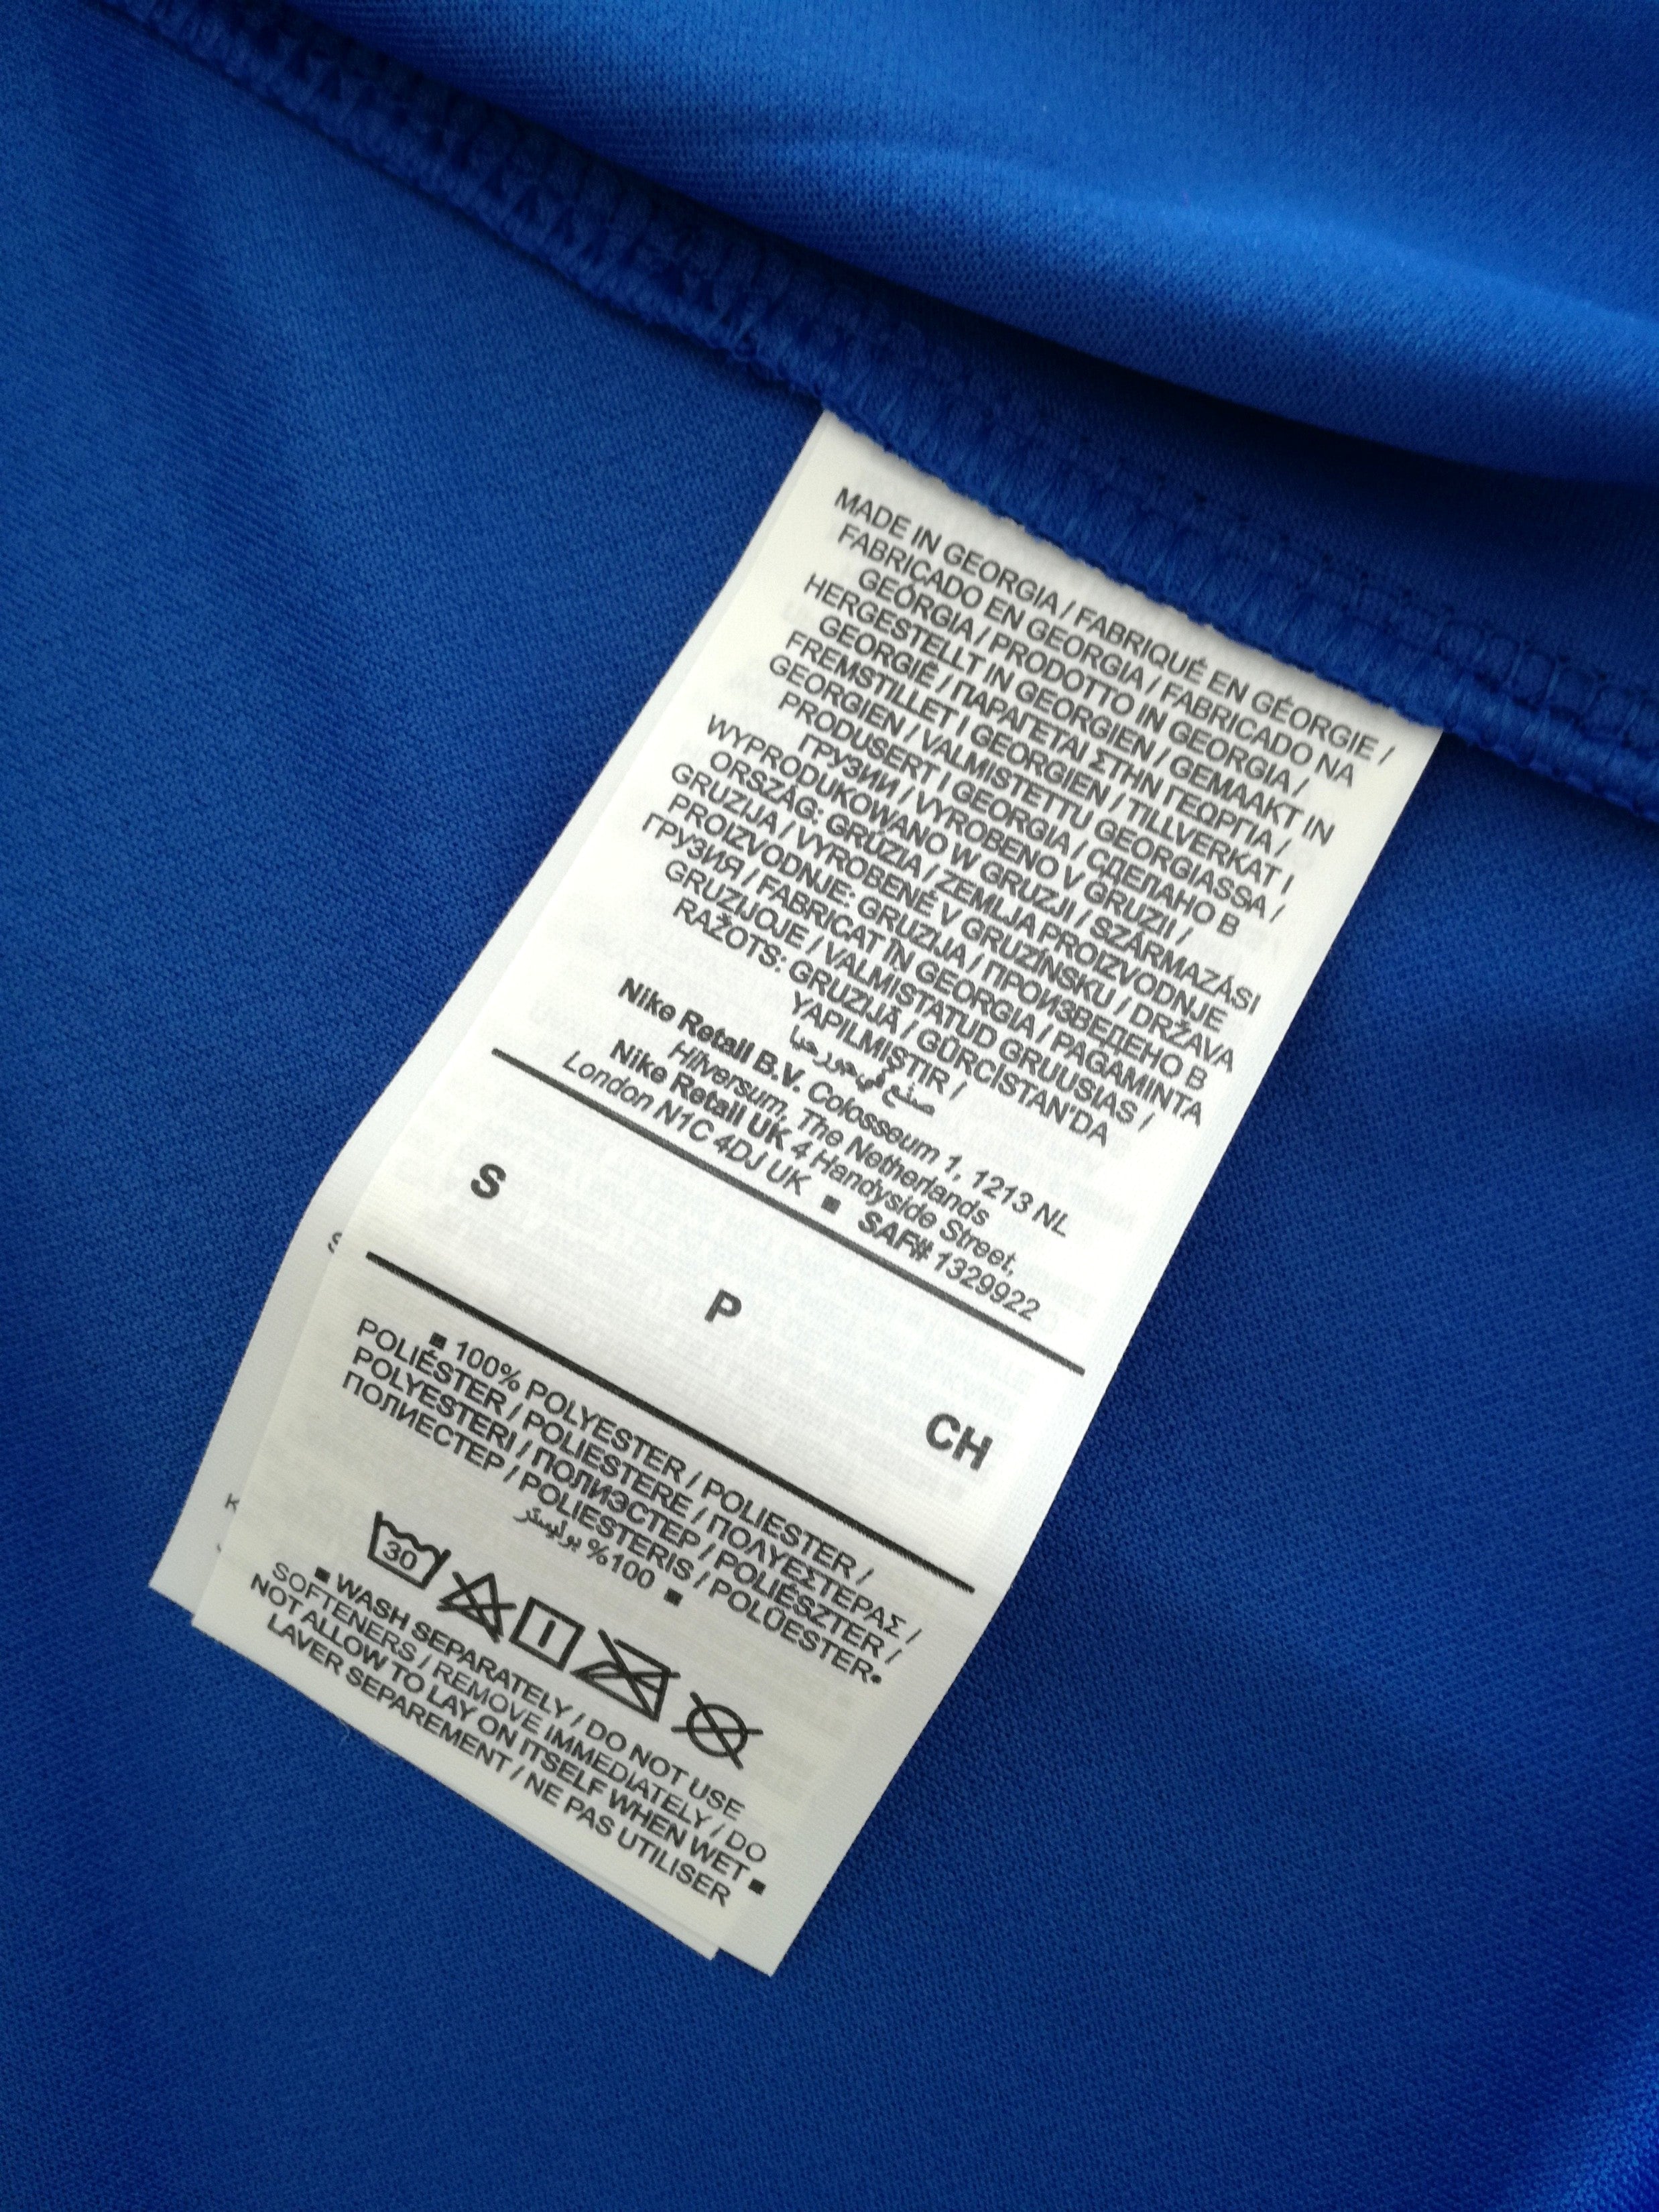 MADE IN GEORGIA / FABRIQUÉ EN GÉORGIE /
FABRICADO EN GEORGIA / FABRICADO NA
GEÓRGIA / PRODOTTO IN GEORGIA /
HERGESTELLT IN GEORGIEN / GEMAAKT IN
GEORGIË / ΠΑΡΑΓΕΤΑΙ ΣΤΗΝ ΓΕΩΡΓΙΑ /
FREMSTILLET I GEORGIEN / TILLVERKAT I
GEORGIEN / VALMISTETTU GEORGIASSA /
PRODUSERT I GEORGIA / СДЕЛАНО В
ГРУЗИИ / VYROBENO V GRUZII /
WYPRODUKOWANO W GRUZJI / SZÁRMAZÁSI
ORSZÁG: GRÚZIA / ZEMLJA PROIZVODNJE
GRUZIJA / VYROBENÉ V GRUZÍNSKU / DRŽAVA
PROIZVODNJE: GRUZIJA / ПРОИЗВЕДЕНО В
ГРУЗИЯ / FABRICAT ÎN GEORGIA / PAGAMINTA
GRUZIJOJE / VALMISTATUD GRUUSIAS /
RAŽOTS: GRUZIJĀ / GÜRCİSTAN'DA
YAPILMIŞTIR /
صنع في جورجيا
Nike Retail B.V. Colosseum 1, 1213 NL
Hilversum, The Netherlands
Nike Retail UK 4 Handyside Street,
London N1C 4DJ UK ■ SAF# 1329922
S P CH
■ 100% POLYESTER / POLIESTER /
POLIÉSTER / POLIESTERE / ΠΟΛΥΕΣΤΕΡΑΣ /
POLYESTERI / ПОЛИЭСТЕР / POLIÉSZTER /
ПОЛИЕСТЕР / POLIESTERIS / POLÜESTER•
100% بوليستر ■
30
■ WASH SEPARATELY / DO NOT USE
SOFTENERS / REMOVE IMMEDIATELY / DO
NOT ALLOW TO LAY ON ITSELF WHEN WET ■
LAVER SEPAREMENT / NE PAS UTILISER